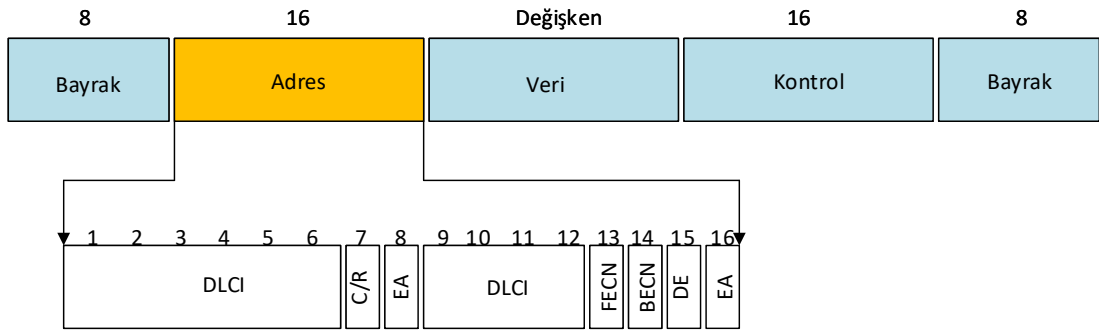 8 16 Değişken 16 8
Bayrak Adres Veri Kontrol Bayrak
1 2 3 4 5 6 7 8 9 10 11 12 13 14 15 16
DLCI C/R EA DLCI FECN BECN DE EA